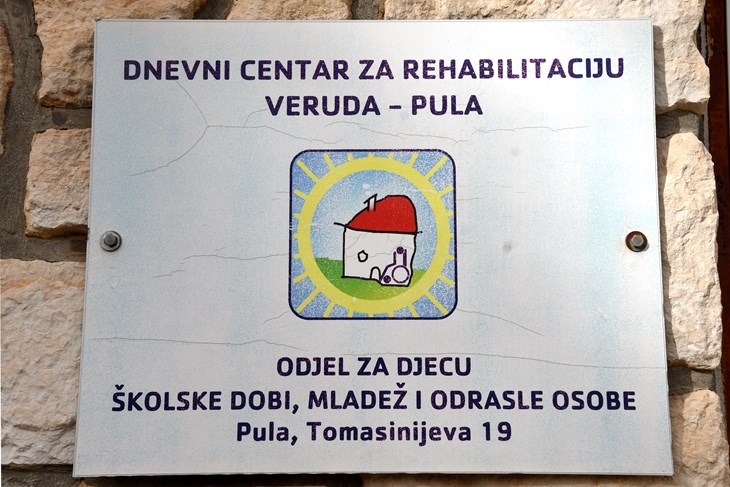 DNEVNI CENTAR ZA REHABILITACIJU
VERUDA – PULA
ODJEL ZA DJECU
ŠKOLSKE DOBI, MLADEŽ I ODRASLE OSOBE
Pula, Tomasinijeva 19